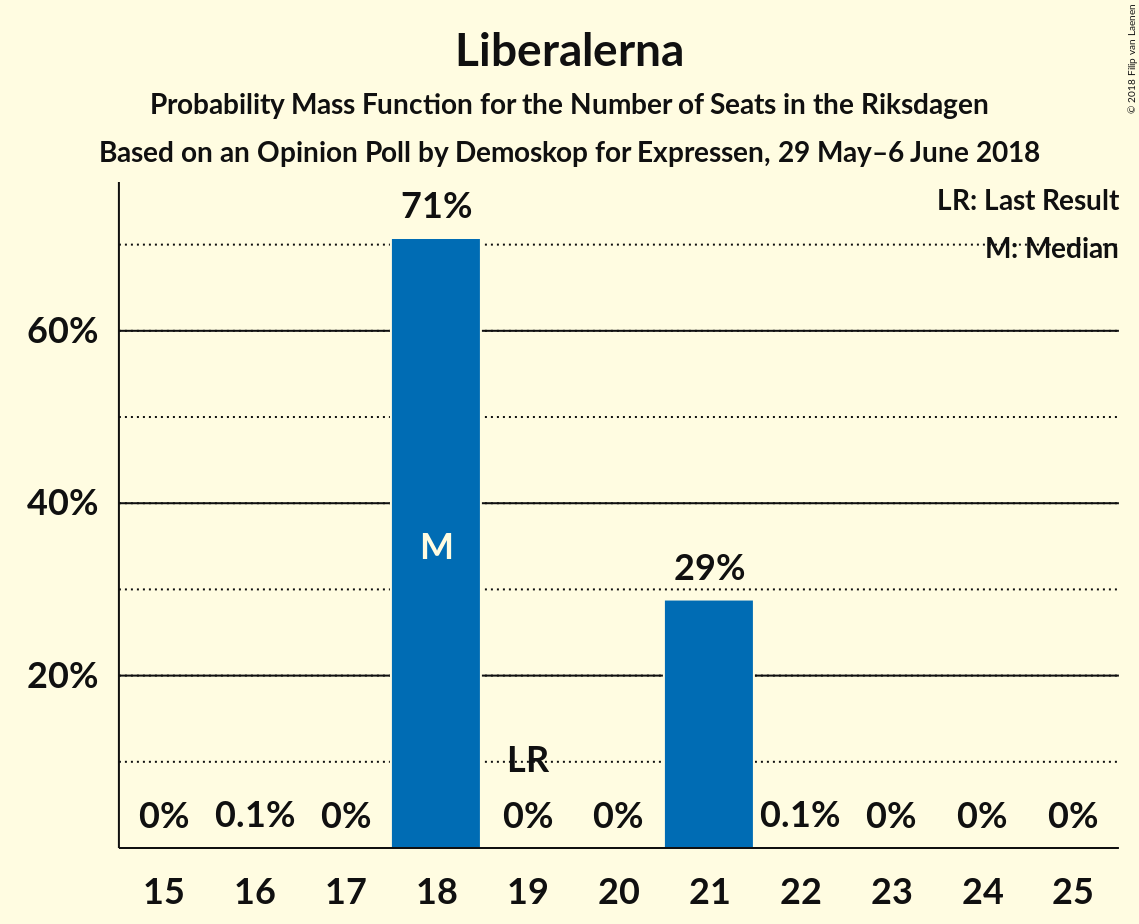 Liberalerna
Probability Mass Function for the Number of Seats in the Riksdagen
Based on an Opinion Poll by Demoskop for Expressen, 29 May–6 June 2018
© 2018 Filip van Laenen
LR: Last Result
M: Median
71%
60%
40%
M
29%
20%
LR
0% 0.1% 0% 0% 0% 0.1% 0% 0% 0%
15 16 17 18 19 20 21 22 23 24 25